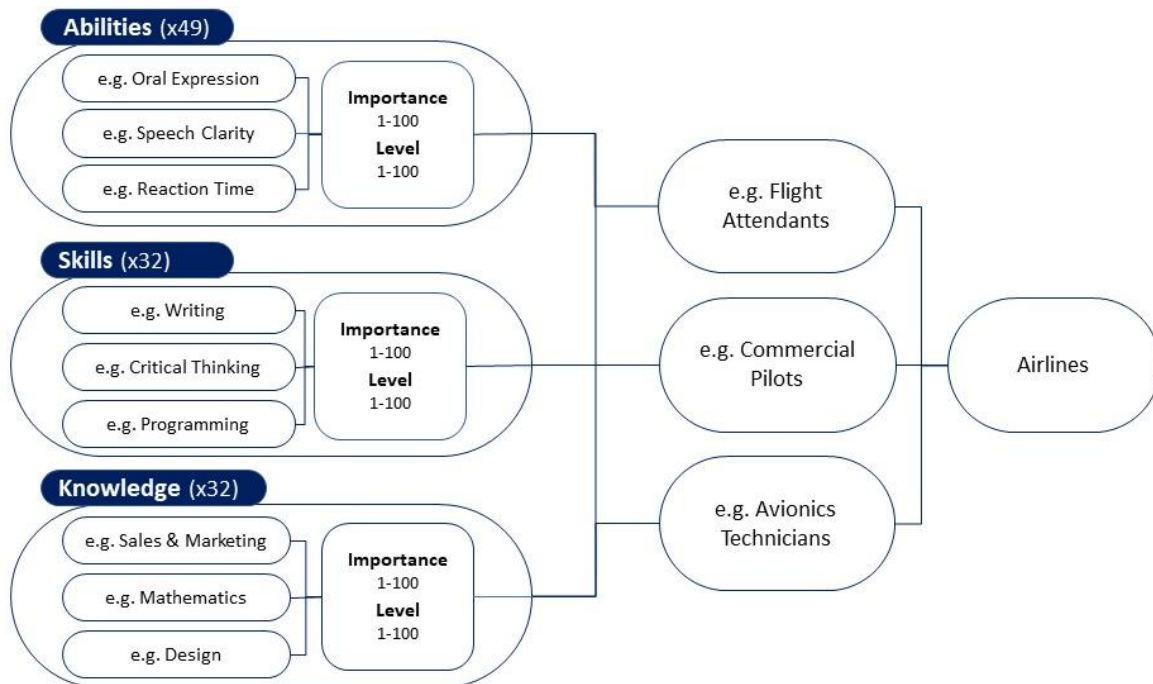 Abilities (x49)
e.g. Oral Expression
e.g. Speech Clarity
e.g. Reaction Time
Importance
1-100
Level
1-100
Skills (x32)
e.g. Writing
e.g. Critical Thinking
e.g. Programming
Importance
1-100
Level
1-100
Knowledge (x32)
e.g. Sales & Marketing
e.g. Mathematics
e.g. Design
Importance
1-100
Level
1-100
e.g. Flight
Attendants
e.g. Commercial
Pilots
e.g. Avionics
Technicians
Airlines